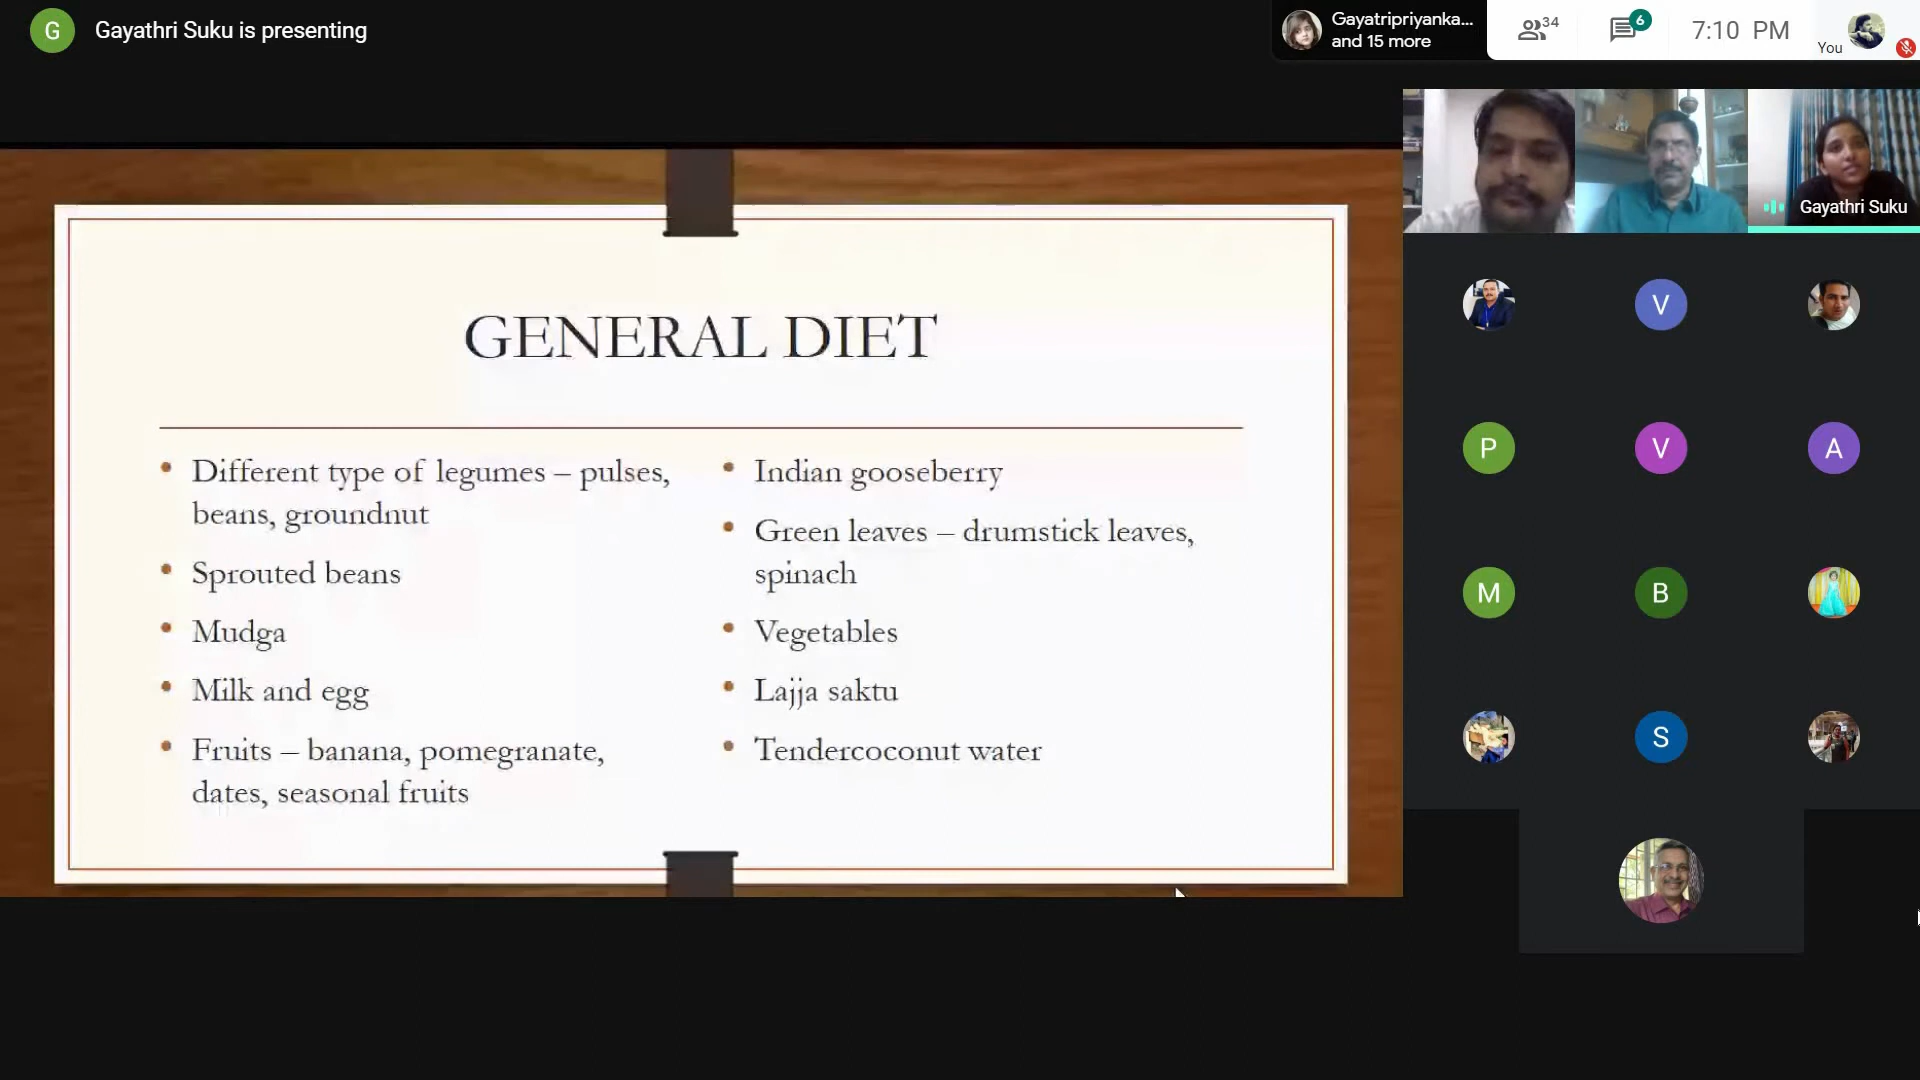 G Gayathri Suku is presenting
Gayatripriyanka...
and 15 more
34
6
7:10 PM
You
Gayathri Suku
GENERAL DIET
• Different type of legumes – pulses,
beans, groundnut
• Sprouted beans
• Mudga
• Milk and egg
• Fruits – banana, pomegranate,
dates, seasonal fruits
• Indian gooseberry
• Green leaves – drumstick leaves,
spinach
• Vegetables
• Lajja saktu
• Tendercoconut water
V
P V A
M B
S